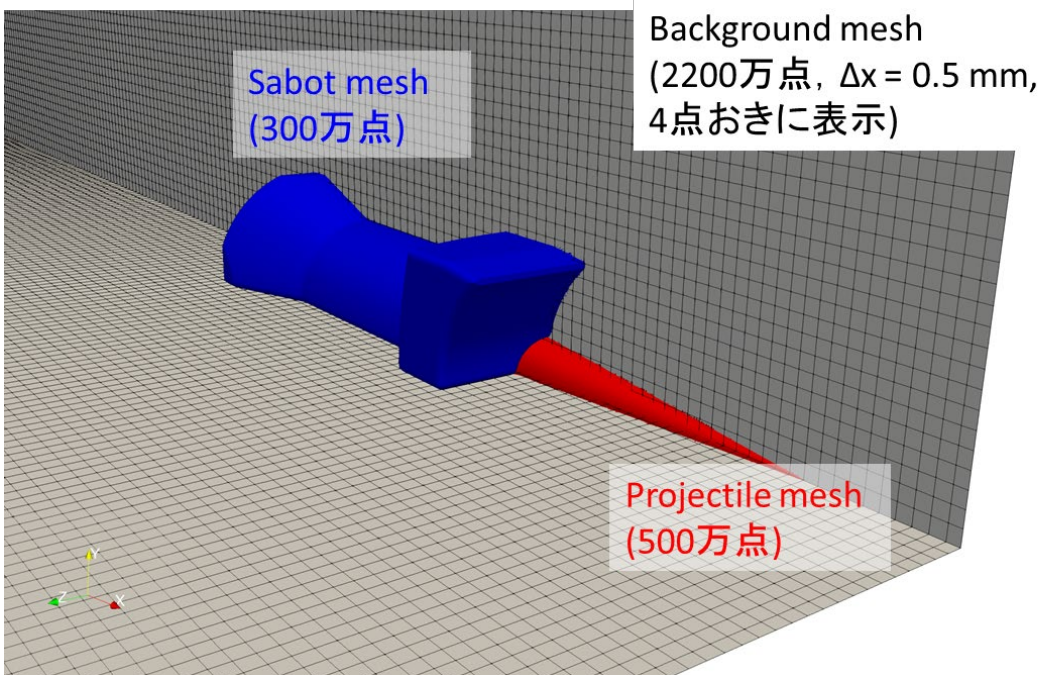 Background mesh
(2200万点, Δx = 0.5 mm,
4点おきに表示)
Sabot mesh
(300万点)
Projectile mesh
(500万点)
Y
Z
X